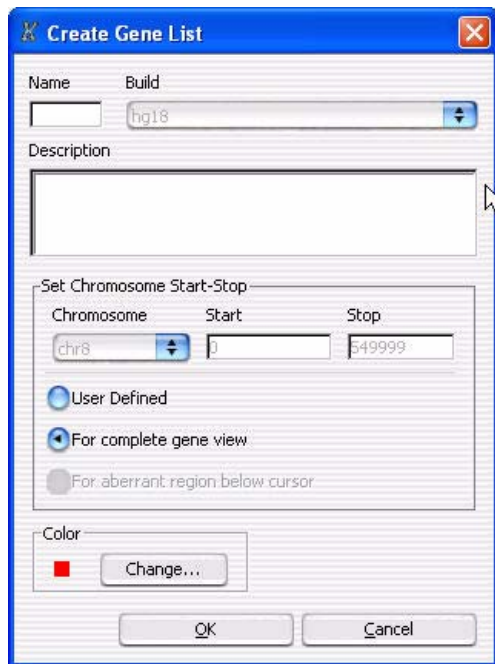 Create Gene List
Name Build
hg18
Description
Set Chromosome Start-Stop
Chromosome Start Stop
chr8 0 549999
User Defined
For complete gene view
For aberrant region below cursor
Color
Change...
OK Cancel